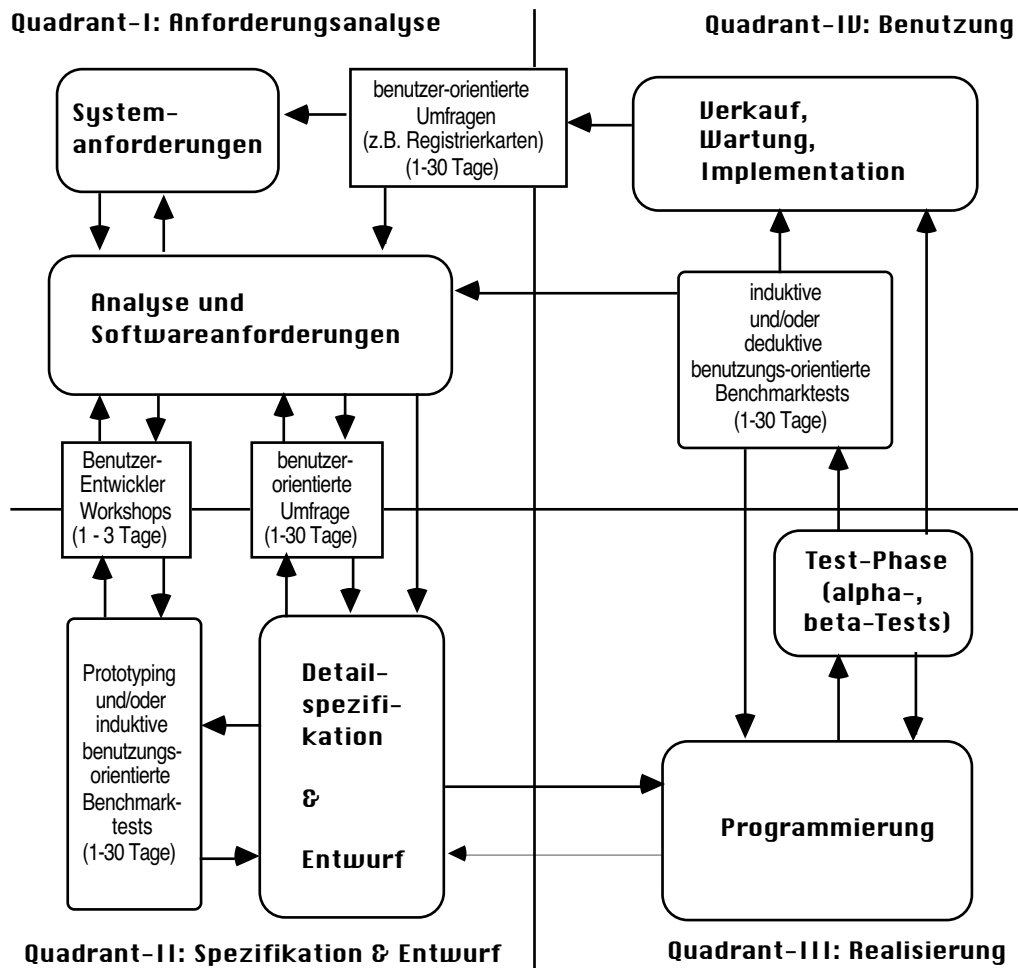 Quadrant-I: Anforderungsanalyse
Quadrant-IV: Benutzung
System-
anforderungen
benutzer-orientierte
Umfragen
(z.B. Registrierkarten)
(1-30 Tage)
Verkauf,
Wartung,
Implementation
Analyse und
Softwareanforderungen
induktive
und/oder
deduktive
benutzungs-orientierte
Benchmarktests
(1-30 Tage)
Benutzer-
Entwickler
Workshops
(1 - 3 Tage)
benutzer-
orientierte
Umfrage
(1-30 Tage)
Test-Phase
(alpha-,
beta-Tests)
Prototyping
und/oder
induktive
benutzungs-
orientierte
Benchmark-
tests
(1-30 Tage)
Detail-
spezifi-
kation
&
Entwurf
Programmierung
Quadrant-II: Spezifikation & Entwurf
Quadrant-III: Realisierung